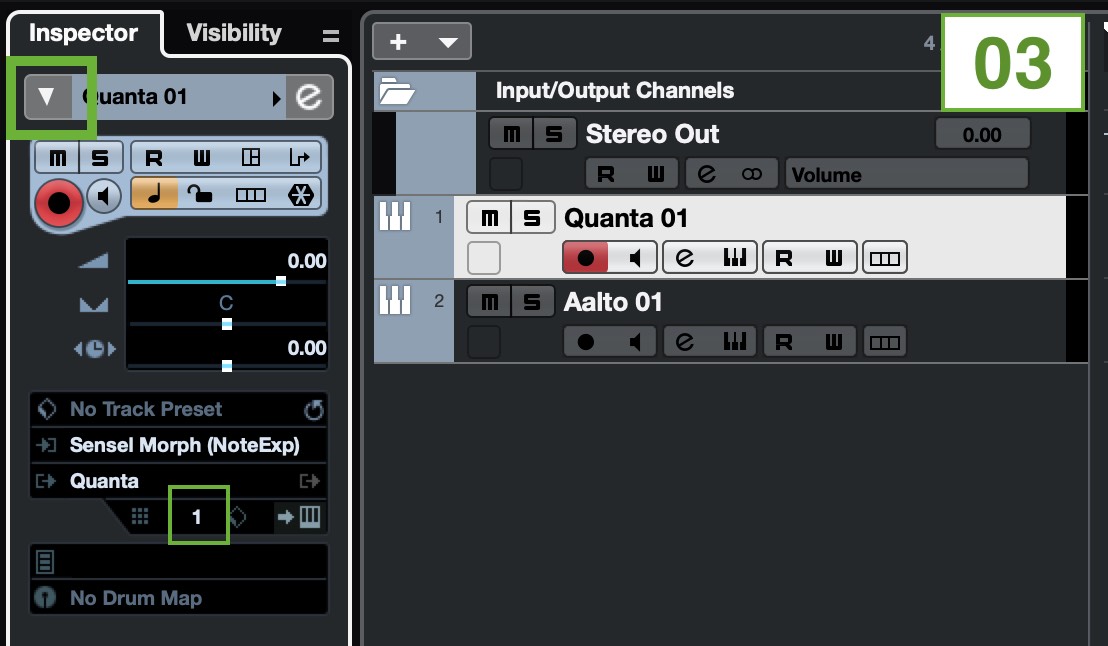 Inspector
Visibility
4
03
Quanta 01
Input/Output Channels
M S Stereo Out 0.00
R W Volume
M S R W
0.00
C
0.00
1 M S Quanta 01
R W
2 M S Aalto 01
R W
No Track Preset
Sensel Morph (NoteExp)
Quanta
1
No Drum Map